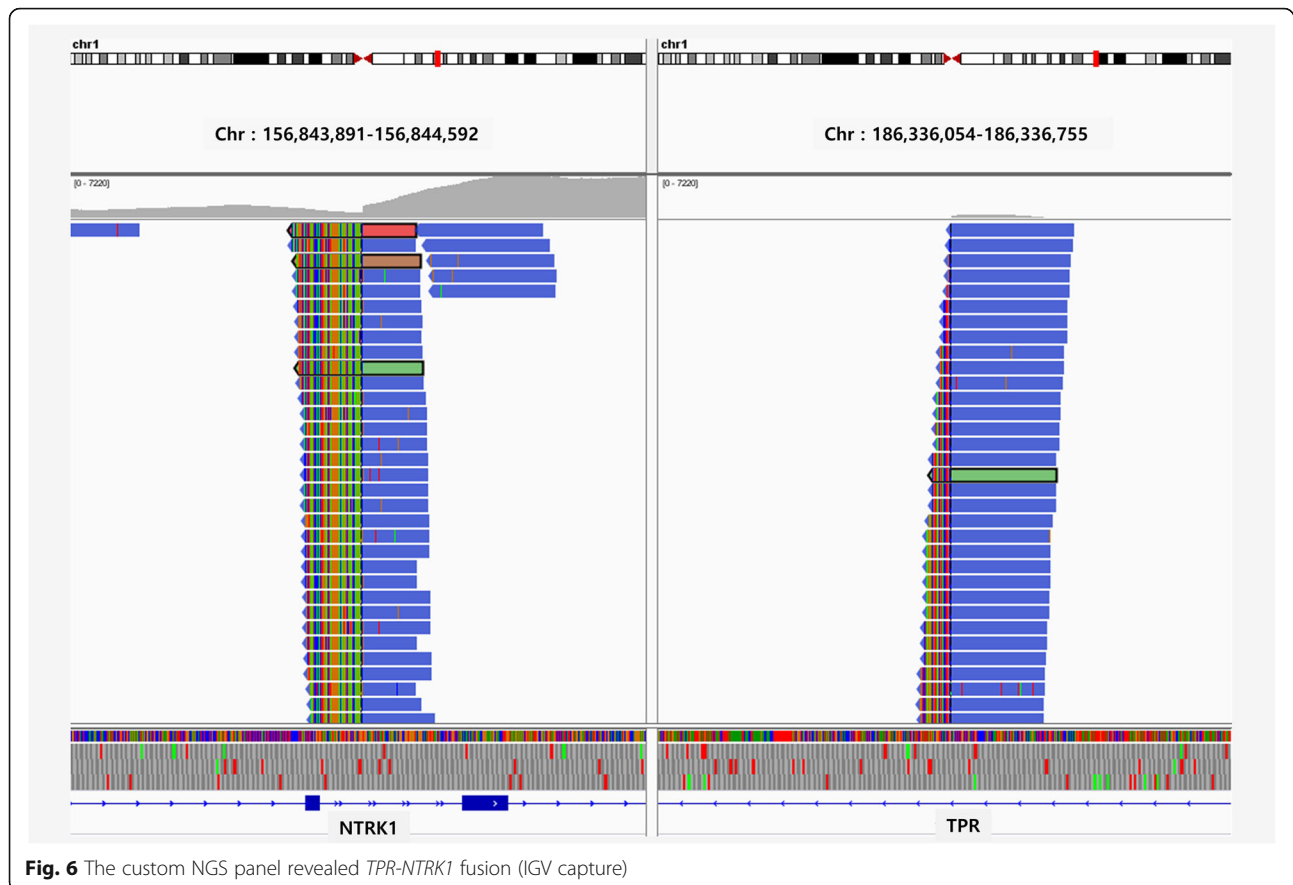 chr1
chr1
Chr : 156,843,891-156,844,592
Chr : 186,336,054-186,336,755
[0 - 7220]
[0 - 7220]
NTRK1
TPR
Fig. 6 The custom NGS panel revealed TPR-NTRK1 fusion (IGV capture)